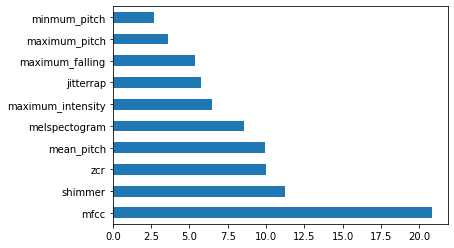 minmum_pitch
maximum_pitch
maximum_falling
jitterrap
maximum_intensity
melspectogram
mean_pitch
zcr
shimmer
mfcc
0.0 2.5 5.0 7.5 10.0 12.5 15.0 17.5 20.0